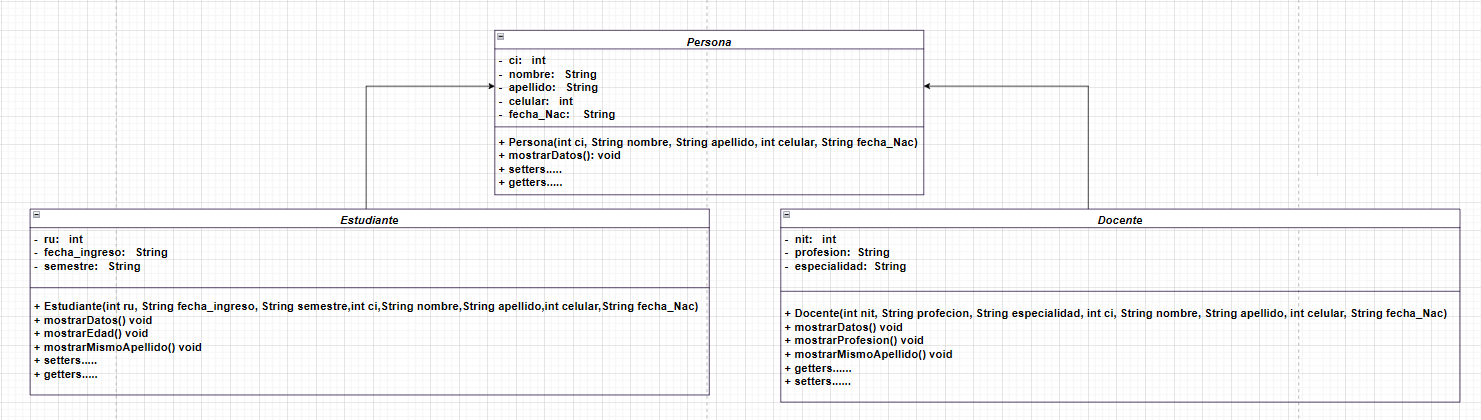 Persona
- ci: int
- nombre: String
- apellido: String
- celular: int
- fecha_Nac: String
+ Persona(int ci, String nombre, String apellido, int celular, String fecha_Nac)
+ mostrarDatos(): void
+ setters.....
+ getters.....
Estudiante
- ru: int
- fecha_ingreso: String
- semestre: String
+ Estudiante(int ru, String fecha_ingreso, String semestre,int ci,String nombre,String apellido,int celular,String fecha_Nac)
+ mostrarDatos() void
+ mostrarEdad() void
+ mostrarMismoApellido() void
+ setters.....
+ getters.....
Docente
- nit: int
- profesion: String
- especialidad: String
+ Docente(int nit, String profecion, String especialidad, int ci, String nombre, String apellido, int celular, String fecha_Nac)
+ mostrarDatos() void
+ mostrarProfesion() void
+ mostrarMismoApellido() void
+ getters......
+ setters......